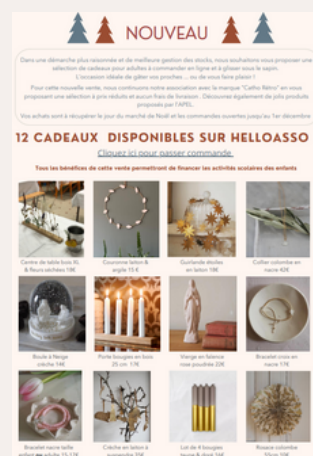 NOUVEAU
Dans une démarche plus raisonnée et de meilleure gestion des stocks, nous souhaitons vous proposer une
sélection de cadeaux pour adultes à commander en ligne et à glisser sous le sapin.
L'occasion idéale de gâter vos proches ... ou de vous faire plaisir !
Pour cette nouvelle vente, nous continuons notre association avec la marque "Catho Rétro" en vous
proposant une sélection à prix réduits et aucun frais de livraison. Découvrez également de jolis produits
proposés par l'APEL.
Vos achats sont à récupérer le jour du marché de Noël et les commandes ouvertes jusqu'au 1er décembre
12 CADEAUX DISPONIBLES SUR HELLOASSO
Cliquez ici pour passer commande
Tous les bénéfices de cette vente permettront de financer les activités scolaires des enfants
Centre de table bois XL
& fleurs séchées 18€
Couronne laiton &
argile 15 €
Guirlande étoiles
en laiton 18€
Collier colombe en
nacre 42€
Boule à Neige
crèche 14€
Porte bougies en bois
25 cm 17€
Vierge en faïence
rose poudrée 22€
Bracelet croix en
nacre 17€
Bracelet nacre taille
enfant ou adulte 15-17€
Crèche en laiton à
suspendre
Lot de 4 bougies
Rosace colombe